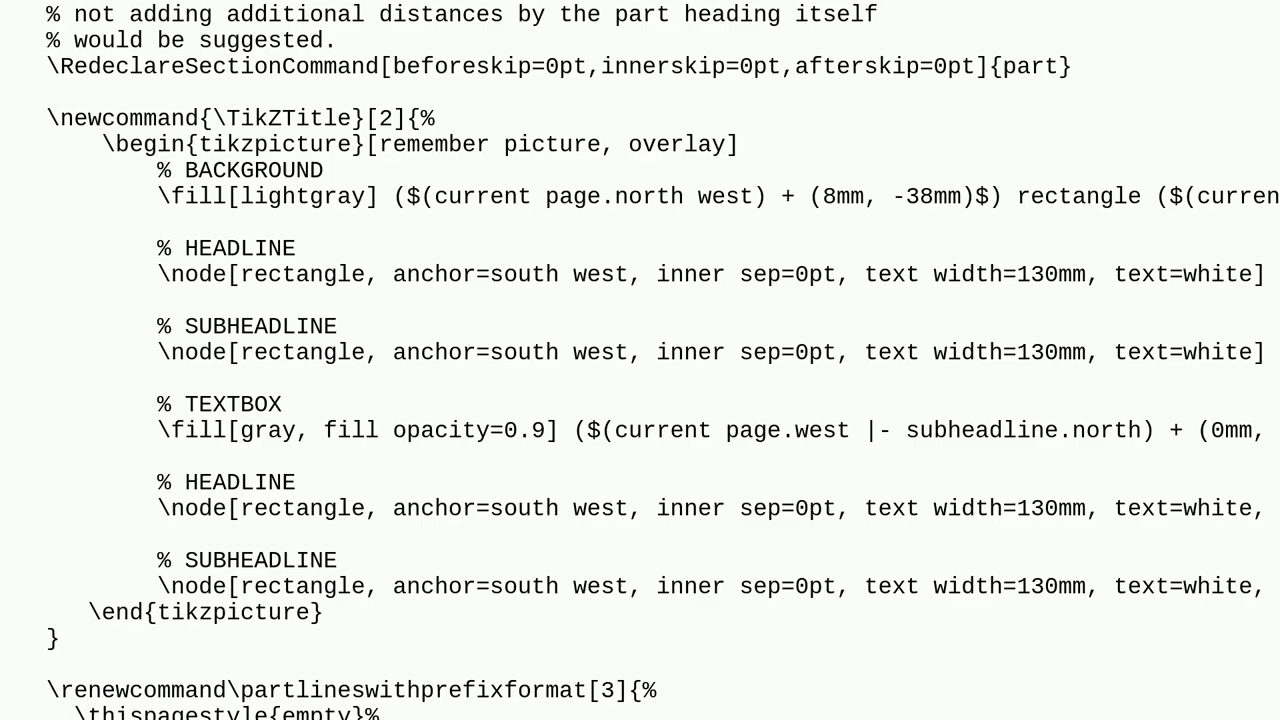 % not adding additional distances by the part heading itself
% would be suggested.
\RedeclareSectionCommand[beforeskip=0pt,innerskip=0pt,afterskip=0pt]{part}

\newcommand{\TikZTitle}[2]{%
    \begin{tikzpicture}[remember picture, overlay]
        % BACKGROUND
        \fill[lightgray] ($(current page.north west) + (8mm, -38mm)$) rectangle ($(curren

        % HEADLINE
        \node[rectangle, anchor=south west, inner sep=0pt, text width=130mm, text=white]

        % SUBHEADLINE
        \node[rectangle, anchor=south west, inner sep=0pt, text width=130mm, text=white]

        % TEXTBOX
        \fill[gray, fill opacity=0.9] ($(current page.west |- subheadline.north) + (0mm,

        % HEADLINE
        \node[rectangle, anchor=south west, inner sep=0pt, text width=130mm, text=white,

        % SUBHEADLINE
        \node[rectangle, anchor=south west, inner sep=0pt, text width=130mm, text=white,
   \end{tikzpicture}
}

\renewcommand\partlineswithprefixformat[3]{%
  \thispagestyle{empty}%